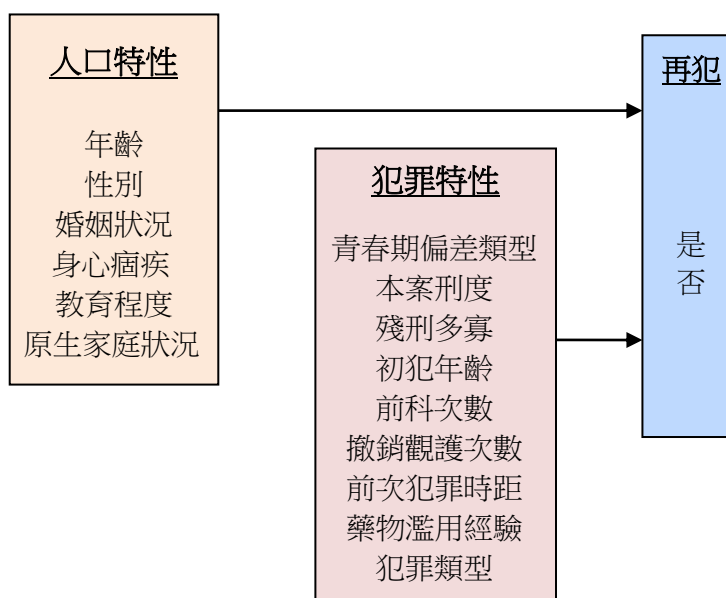 人口特性
年齡
性別
婚姻狀況
身心痼疾
教育程度
原生家庭狀況
犯罪特性
青春期偏差類型
本案刑度
殘刑多寡
初犯年齡
前科次數
撤銷觀護次數
前次犯罪時距
藥物濫用經驗
犯罪類型
再犯
是
否